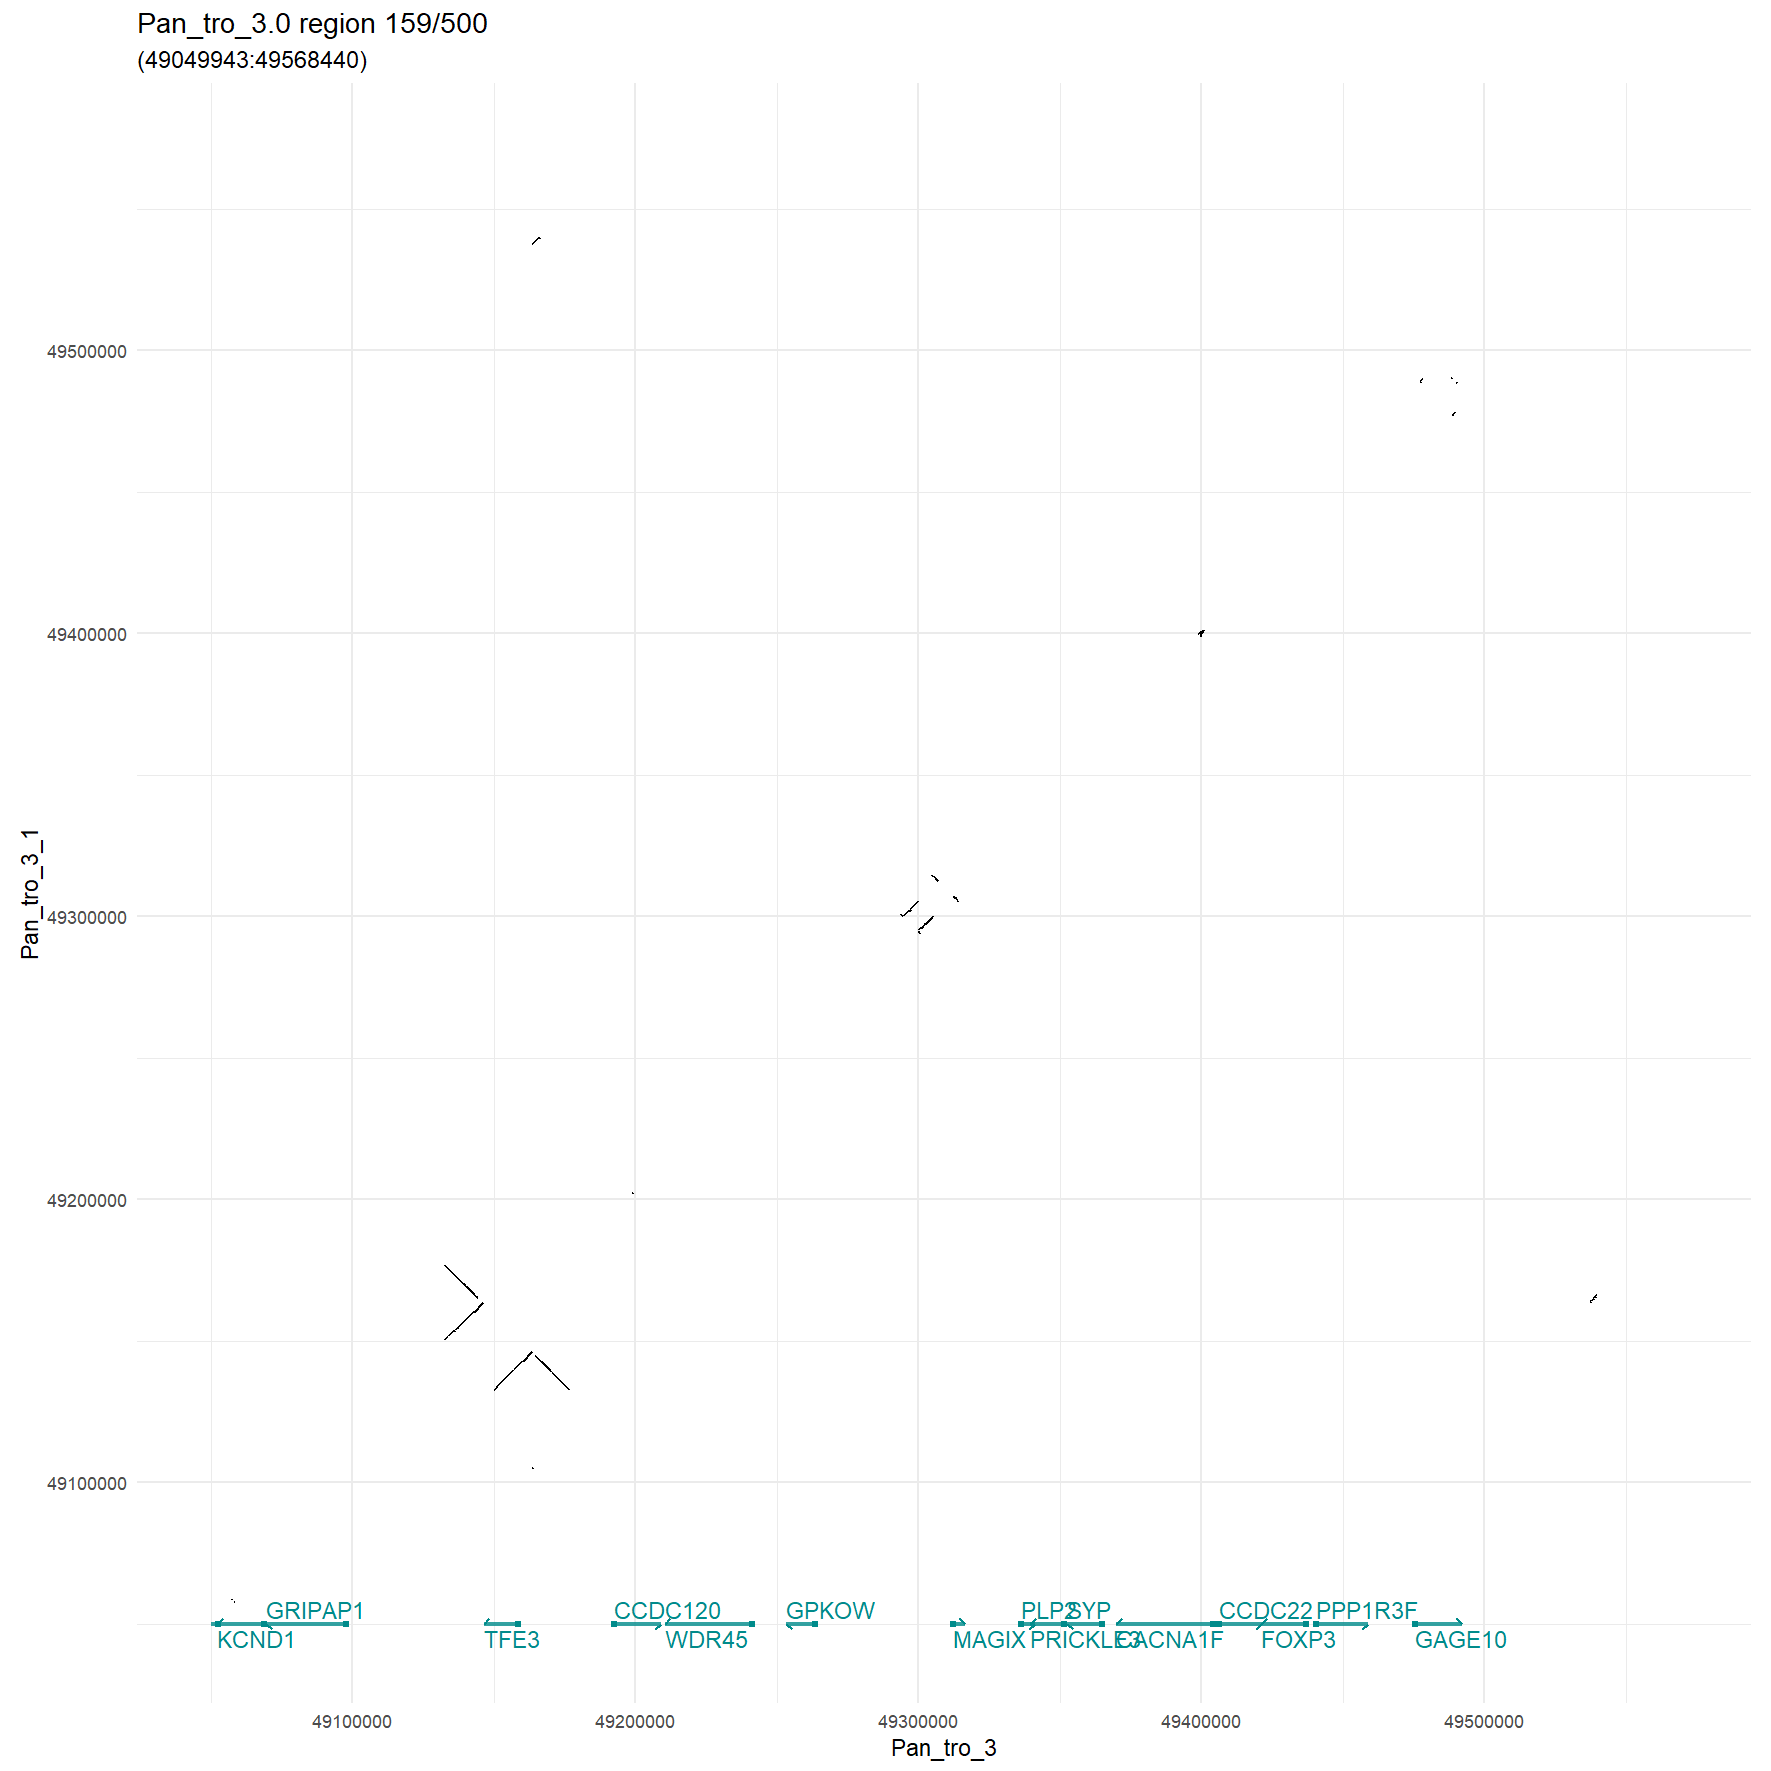 Pan_tro_3.0 region 159/500
(49049943:49568440)
49500000
49400000
49300000
49200000
49100000
Pan_tro_3_1
GRIPAP1 CCDC120 GPKOW PLP2 SYP CCDC22 PPP1R3F
KCND1 TFE3 WDR45 MAGIX PRICKLE3 CACNA1F FOXP3 GAGE10
49100000 49200000 49300000 49400000 49500000
Pan_tro_3